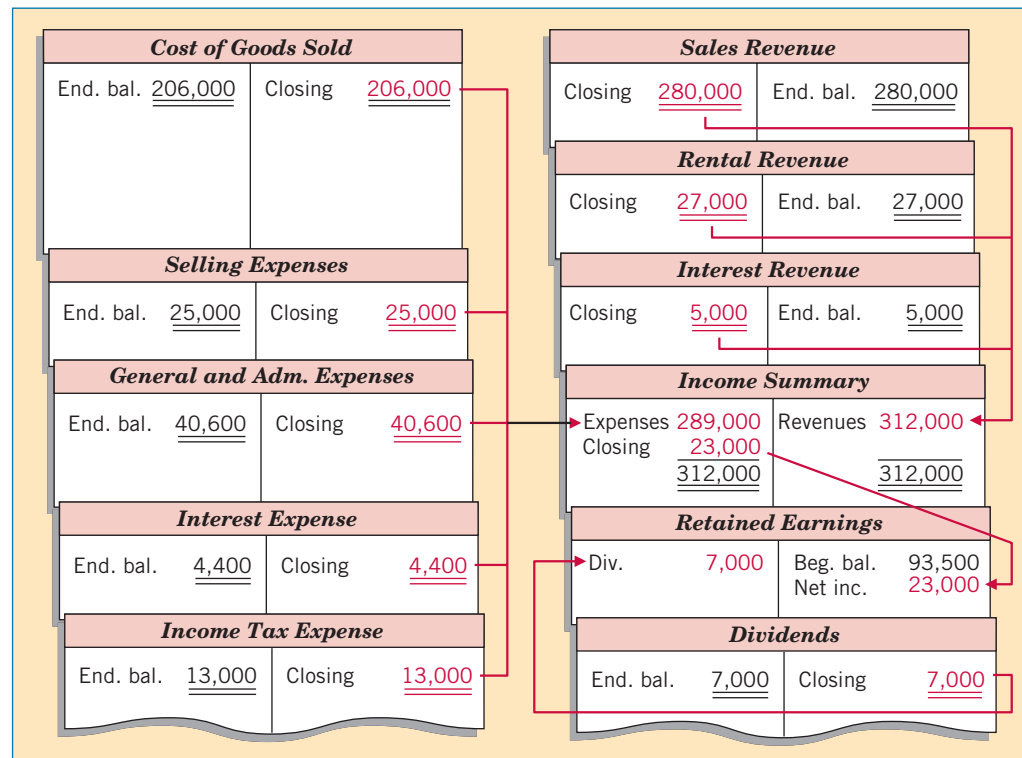 Cost of Goods Sold
End. bal. 206,000 Closing 206,000
Selling Expenses
End. bal. 25,000 Closing 25,000
General and Adm. Expenses
End. bal. 40,600 Closing 40,600
Interest Expense
End. bal. 4,400 Closing 4,400
Income Tax Expense
End. bal. 13,000 Closing 13,000
Sales Revenue
Closing 280,000 End. bal. 280,000
Rental Revenue
Closing 27,000 End. bal. 27,000
Interest Revenue
Closing 5,000 End. bal. 5,000
Income Summary
Expenses 289,000 Revenues 312,000
Closing 23,000
312,000 312,000
Retained Earnings
Div. 7,000 Beg. bal. 93,500
Net inc. 23,000
Dividends
End. bal. 7,000 Closing 7,000